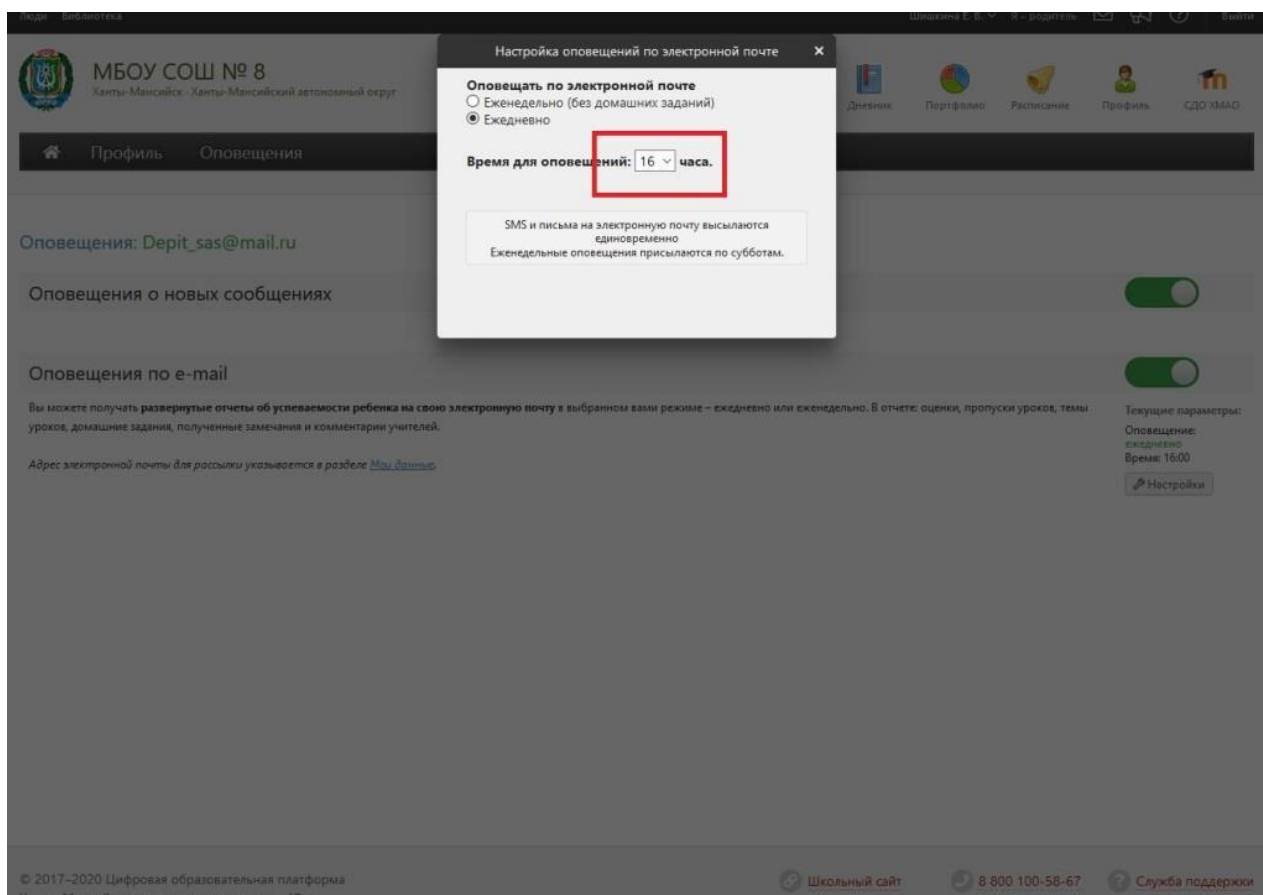 Люди Библиотека Шишкина Е. В. Я – родитель Выйти
МБОУ СОШ № 8
Ханты-Мансийск · Ханты-Мансийский автономный округ
Дневник Портфолио Расписание Профиль СДО ХМАО
Профиль Оповещения
Настройка оповещений по электронной почте ×
Оповещать по электронной почте
Еженедельно (без домашних заданий)
Ежедневно
Время для оповещений: 16 часа.
SMS и письма на электронную почту высылаются
единовременно
Еженедельные оповещения присылаются по субботам.
Оповещения: Depit_sas@mail.ru
Оповещения о новых сообщениях
Оповещения по e-mail
Вы можете получать развернутые отчеты об успеваемости ребенка на свою электронную почту в выбранном вами режиме – ежедневно или еженедельно. В отчете: оценки, пропуски уроков, темы
уроков, домашние задания, полученные замечания и комментарии учителей.
Адрес электронной почты для рассылки указывается в разделе Мои данные.
Текущие параметры:
Оповещение:
ежедневно
Время: 16:00
Настройки
© 2017–2020 Цифровая образовательная платформа
Школьный сайт 8 800 100-58-67 Служба поддержки